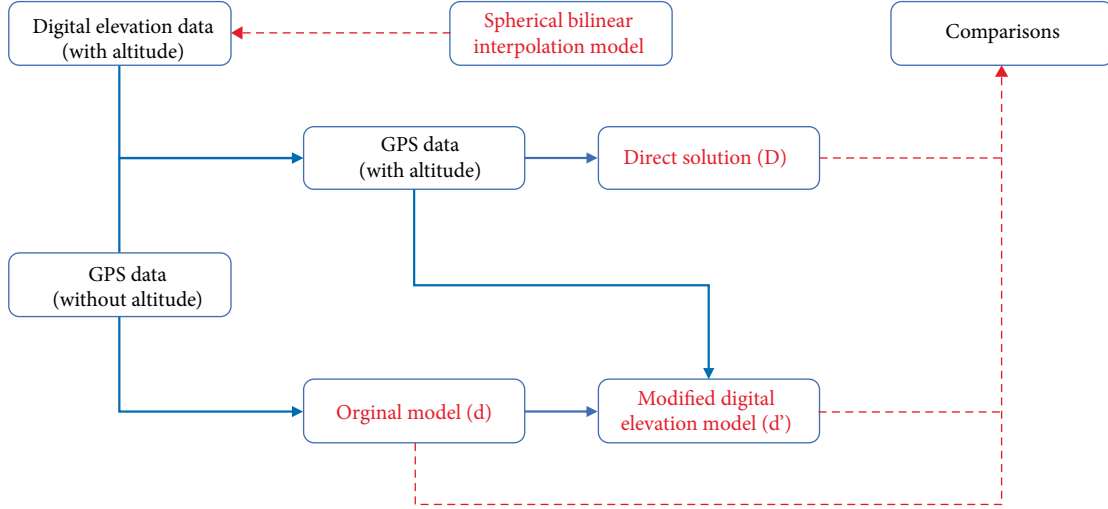 Digital elevation data
(with altitude)
Spherical bilinear
interpolation model
Comparisons
GPS data
(with altitude)
Direct solution (D)
GPS data
(without altitude)
Orginal model (d)
Modified digital
elevation model (d’)